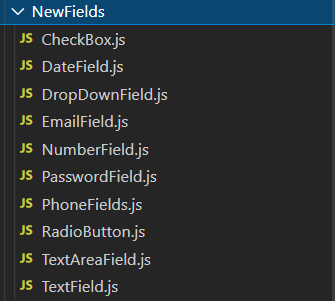 NewFields
JS CheckBox.js
JS DateField.js
JS DropDownField.js
JS EmailField.js
JS NumberField.js
JS PasswordField.js
JS PhoneFields.js
JS RadioButton.js
JS TextAreaField.js
JS TextField.js